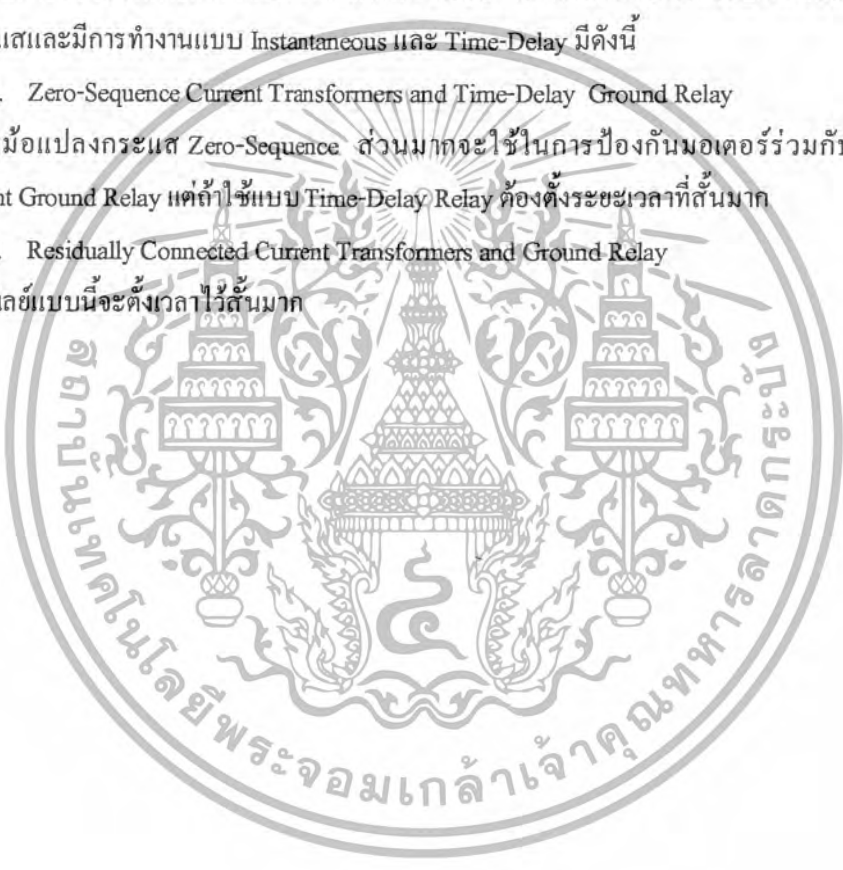 แสและมีการทำงานแบบ Instantaneous และ Time-Delay มีดังนี้
. Zero-Sequence Current Transformers and Time-Delay Ground Relay
ม้อแปลงกระแส Zero-Sequence ส่วนมากจะใช้ในการป้องกันมอเตอร์ร่วมกับ
nt Ground Relay แต่ถ้าใช้แบบ Time-Delay Relay ต้องตั้งระยะเวลาที่สั้นมาก
. Residually Connected Current Transformers and Ground Relay
เลย์แบบนี้จะตั้งเวลาไว้สั้นมาก
สถาบันเทคโนโลยีพระจอมเกล้าเจ้าคุณทหารลาดกระบัง
๔